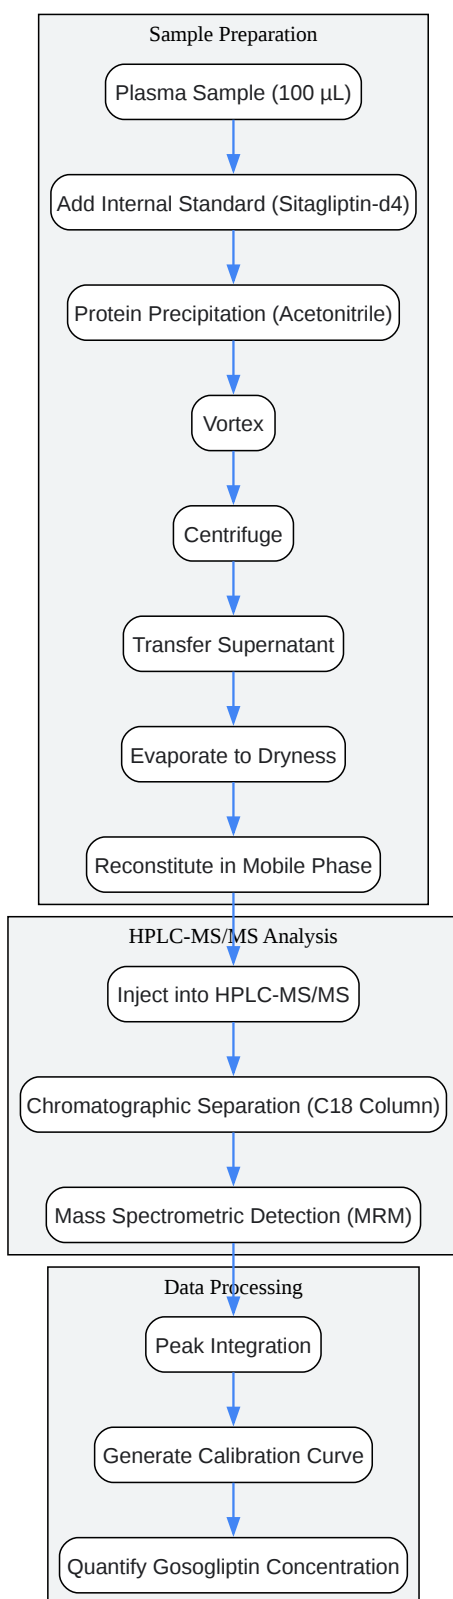 Sample Preparation
Plasma Sample (100 µL)
Add Internal Standard (Sitagliptin-d4)
Protein Precipitation (Acetonitrile)
Vortex
Centrifuge
Transfer Supernatant
Evaporate to Dryness
Reconstitute in Mobile Phase
HPLC-MS/MS Analysis
Inject into HPLC-MS/MS
Chromatographic Separation (C18 Column)
Mass Spectrometric Detection (MRM)
Data Processing
Peak Integration
Generate Calibration Curve
Quantify Gosogliptin Concentration